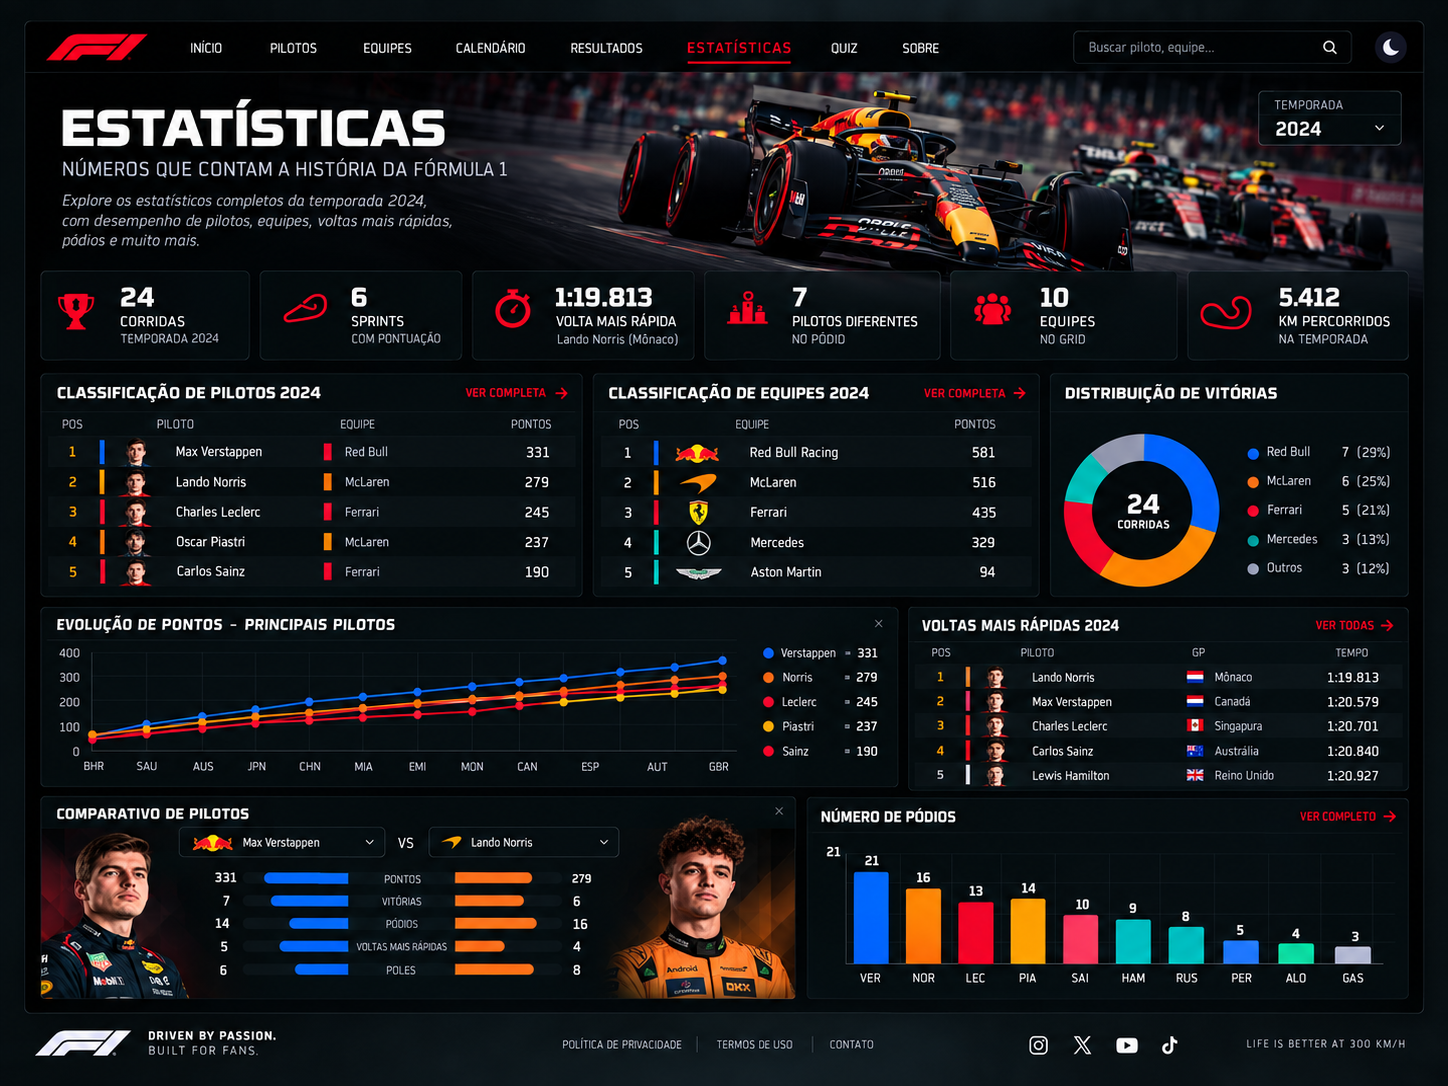 F1
INÍCIO PILOTOS EQUIPES CALENDÁRIO RESULTADOS ESTATÍSTICAS QUIZ SOBRE
Buscar piloto, equipe...
ESTATÍSTICAS
NÚMEROS QUE CONTAM A HISTÓRIA DA FÓRMULA 1
Explore os estatísticos completos da temporada 2024,
com desempenho de pilotos, equipes, voltas mais rápidas,
pódios e muito mais.
TEMPORADA
2024
24
CORRIDAS
TEMPORADA 2024
6
SPRINTS
COM PONTUAÇÃO
1:19.813
VOLTA MAIS RÁPIDA
Lando Norris (Mônaco)
7
PILOTOS DIFERENTES
NO PÓDID
10
EQUIPES
NO GRID
5.412
KM PERCORRIDOS
NA TEMPORADA
CLASSIFICAÇÃO DE PILOTOS 2024 VER COMPLETA
POS PILOTO EQUIPE PONTOS
1 Max Verstappen Red Bull 331
2 Lando Norris McLaren 279
3 Charles Leclerc Ferrari 245
4 Oscar Piastri McLaren 237
5 Carlos Sainz Ferrari 190
CLASSIFICAÇÃO DE EQUIPES 2024 VER COMPLETA
POS EQUIPE PONTOS
1 Red Bull Racing 581
2 McLaren 516
3 Ferrari 435
4 Mercedes 329
5 Aston Martin 94
DISTRIBUIÇÃO DE VITÓRIAS
24
CORRIDAS
Red Bull 7 (29%)
McLaren 6 (25%)
Ferrari 5 (21%)
Mercedes 3 (13%)
Outros 3 (12%)
EVOLUÇÃO DE PONTOS - PRINCIPAIS PILOTOS
400
300
200
100
0
BHR SAU AUS JPN CHN MIA EMI MON CAN ESP AUT GBR
Verstappen = 331
Norris = 279
Leclerc = 245
Piastri = 237
Sainz = 190
VOLTAS MAIS RÁPIDAS 2024 VER TODAS
POS PILOTO GP TEMPO
1 Lando Norris Mônaco 1:19.813
2 Max Verstappen Canadá 1:20.579
3 Charles Leclerc Singapura 1:20.701
4 Carlos Sainz Austrália 1:20.840
5 Lewis Hamilton Reino Unido 1:20.927
COMPARATIVO DE PILOTOS
Max Verstappen VS Lando Norris
331 PONTOS 279
7 VITÓRIAS 6
14 PÓDIOS 16
5 VOLTAS MAIS RÁPIDAS 4
6 POLES 8
Android
DKX
NÚMERO DE PÓDIOS VER COMPLETO
21
21 16 13 14 10 9 8 5 4 3
VER NOR LEC PIA SAI HAM RUS PER ALO GAS
F1
DRIVEN BY PASSION.
BUILT FOR FANS.
POLÍTICA DE PRIVACIDADE TERMOS DE USO CONTATO
LIFE IS BETTER AT 300 KM/H